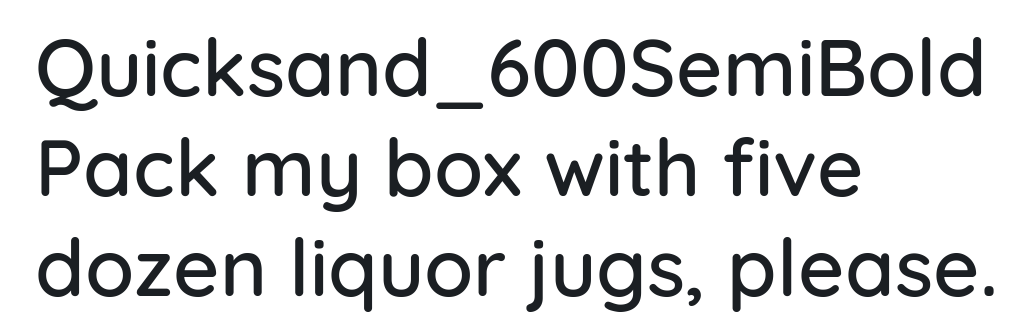 Quicksand_600SemiBold
Pack my box with five
dozen liquor jugs, please.